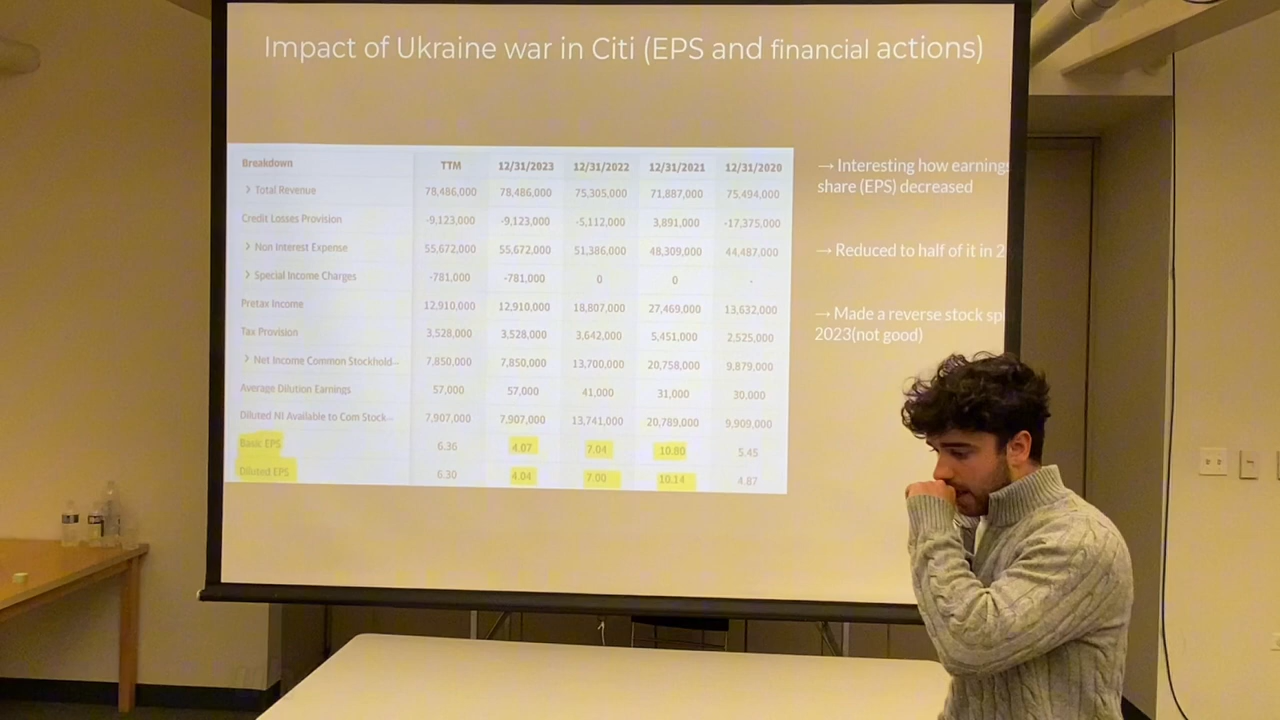 Impact of Ukraine war in Citi (EPS and financial actions)
Breakdown TTM 12/31/2023 12/31/2022 12/31/2021 12/31/2020
> Total Revenue 78,486,000 78,486,000 75,305,000 71,887,000 75,494,000
Credit Losses Provision -9,123,000 -9,123,000 -5,112,000 3,891,000 -17,375,000
> Non Interest Expense 55,672,000 55,672,000 51,386,000 48,309,000 44,487,000
> Special Income Charges -781,000 -781,000 0 0 -
Pretax Income 12,910,000 12,910,000 18,807,000 27,469,000 13,632,000
Tax Provision 3,528,000 3,528,000 3,642,000 5,451,000 2,525,000
> Net Income Common Stockhold... 7,850,000 7,850,000 13,700,000 20,758,000 9,879,000
Average Dilution Earnings 57,000 57,000 41,000 31,000 30,000
Diluted NI Available to Com Stock... 7,907,000 7,907,000 13,741,000 20,789,000 9,909,000
Basic EPS 6.36 4.07 7.04 10.80 5.45
Diluted EPS 6.30 4.04 7.00 10.14 4.87
→ Interesting how earnings
share (EPS) decreased
→ Reduced to half of it in 2
→ Made a reverse stock sp
2023(not good)